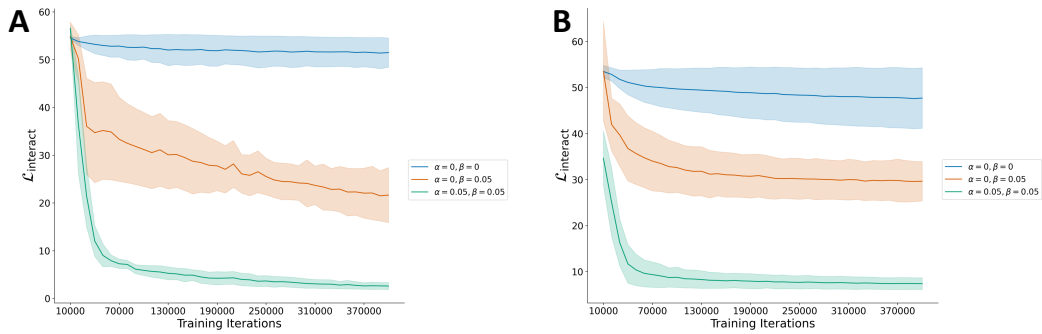 A
60
50
40
30
20
10
0
ℒinteract
10000 70000 130000 190000 250000 310000 370000
Training Iterations
α = 0, β = 0
α = 0, β = 0.05
α = 0.05, β = 0.05
B
60
50
40
30
20
10
ℒinteract
10000 70000 130000 190000 250000 310000 370000
Training Iterations
α = 0, β = 0
α = 0, β = 0.05
α = 0.05, β = 0.05